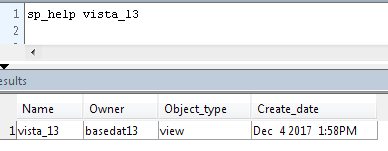 1 sp_help vista_13
2
esults
Name Owner Object_type Create_date
1 vista_13 basedat13 view Dec 4 2017 1:58PM